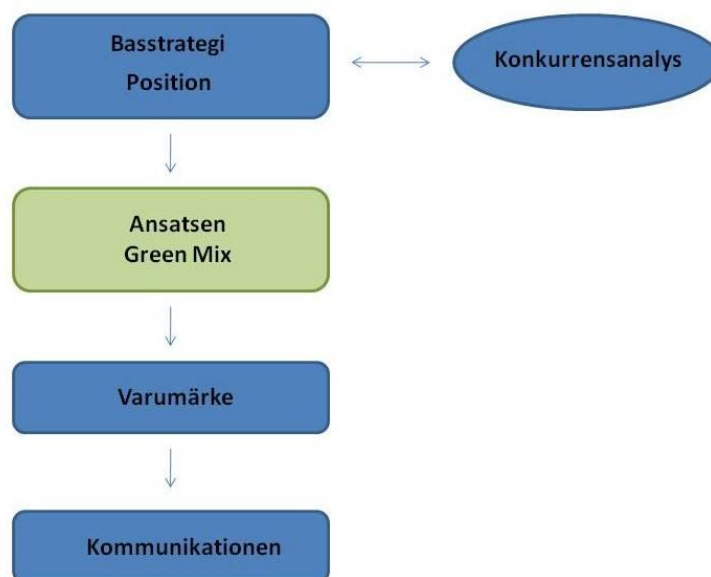 Basstrategi
Position
Konkurrensanalys
Ansatsen
Green Mix
Varumärke
Kommunikationen